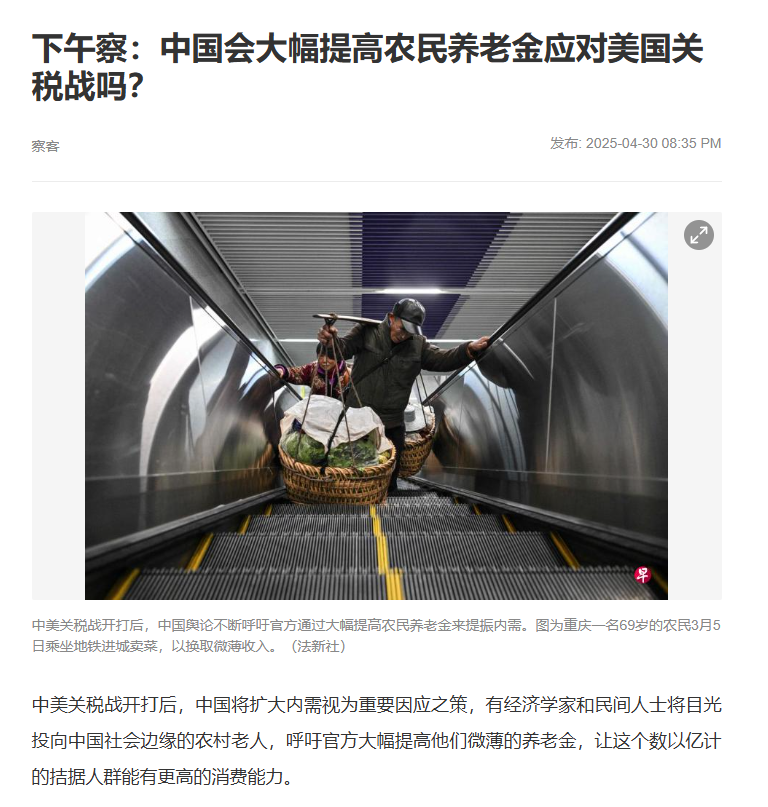 下午察：中国会大幅提高农民养老金应对美国关
税战吗？
察客
发布: 2025-04-30 08:35 PM
早
中美关税战开打后，中国舆论不断呼吁官方通过大幅提高农民养老金来提振内需。图为重庆一名69岁的农民3月5
日乘坐地铁进城卖菜，以换取微薄收入。（法新社）
中美关税战开打后，中国将扩大内需视为重要因应之策，有经济学家和民间人士将目光
投向中国社会边缘的农村老人，呼吁官方大幅提高他们微薄的养老金，让这个数以亿计
的拮据人群能有更高的消费能力。